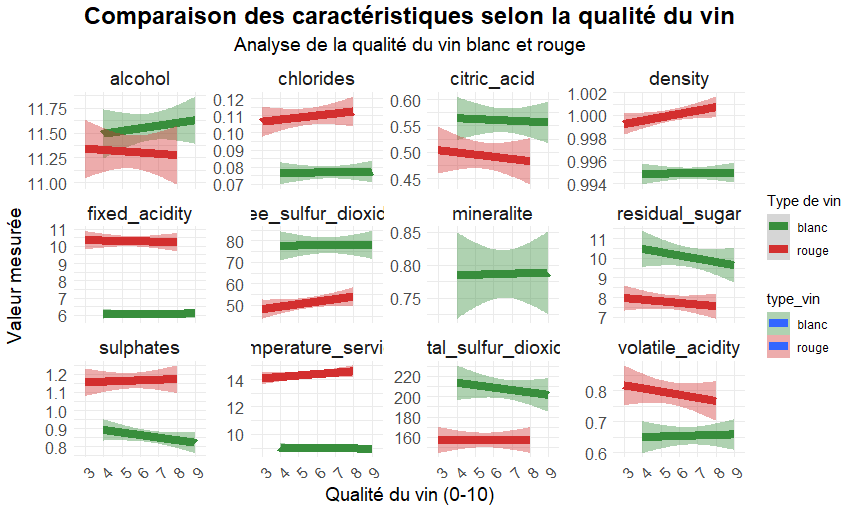 Comparaison des caractéristiques selon la qualité du vin
Analyse de la qualité du vin blanc et rouge
alcohol
chlorides
citric_acid
density
11.75
11.50
11.25
11.00
0.12
0.11
0.10
0.09
0.08
0.07
0.60
0.55
0.50
0.45
1.002
1.000
0.998
0.996
0.994
fixed_acidity
ee_sulfur_dioxid
mineralite
residual_sugar
11
10
9
8
7
6
80
70
60
50
0.85
0.80
0.75
11
10
9
8
7
sulphates
mperature_servi
tal_sulfur_dioxid
volatile_acidity
1.2
1.1
1.0
0.9
0.8
14
12
10
220
200
180
160
0.8
0.7
0.6
3 4 5 6 7 8 9
3 4 5 6 7 8 9
3 4 5 6 7 8 9
3 4 5 6 7 8 9
Qualité du vin (0-10)
Valeur mesurée
Type de vin
blanc
rouge
type_vin
blanc
rouge